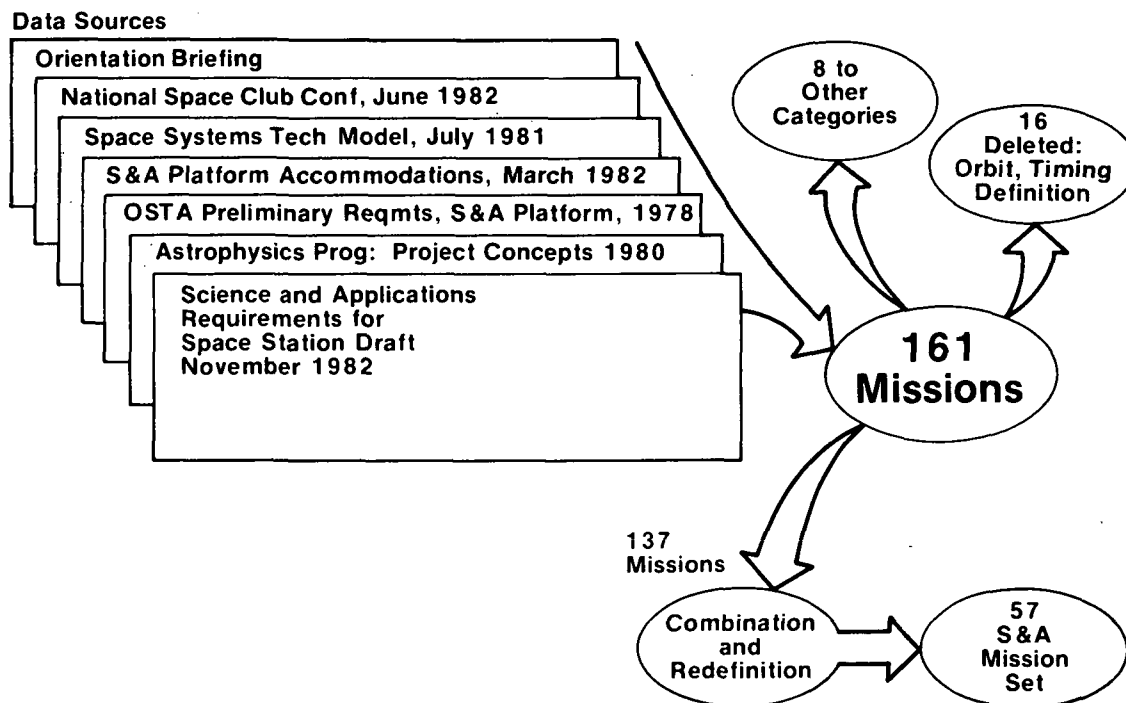 Data Sources
Orientation Briefing
National Space Club Conf, June 1982
Space Systems Tech Model, July 1981
S&A Platform Accommodations, March 1982
OSTA Preliminary Reqmts, S&A Platform, 1978
Astrophysics Prog: Project Concepts 1980
Science and Applications
Requirements for
Space Station Draft
November 1982
8 to
Other
Categories
16
Deleted:
Orbit, Timing
Definition
161
Missions
137
Missions
Combination
and
Redefinition
57
S&A
Mission
Set